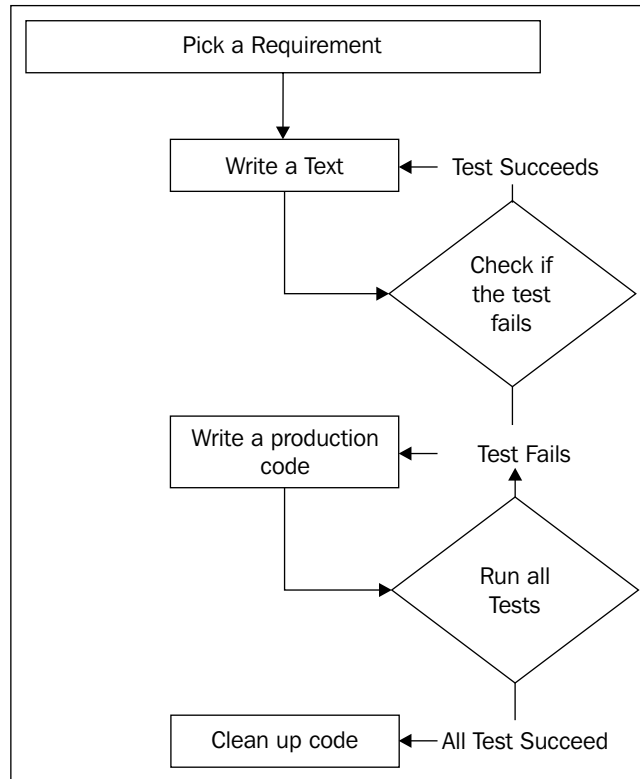 Pick a Requirement
Write a Text
Test Succeeds
Check if
the test
fails
Write a production
code
Test Fails
Run all
Tests
Clean up code
All Test Succeed